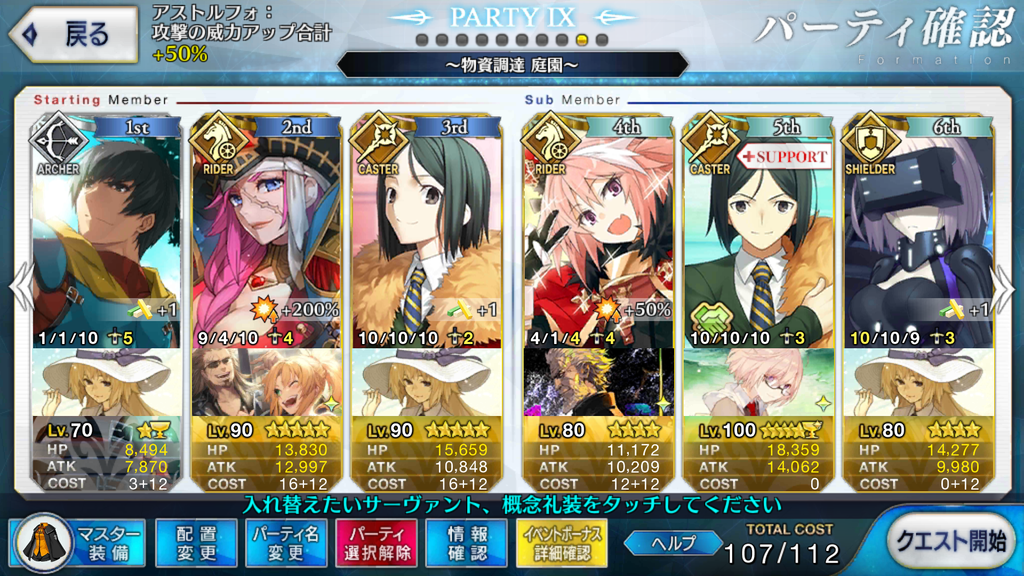 戻る
アストルフォ：
攻撃の威力アップ合計
+50%
PARTY IX
～物資調達 庭園～
パーティ確認
Formation
Starting Member
Sub Member
1st
2nd
3rd
4th
5th
6th
ARCHER
RIDER
CASTER
RIDER
CASTER
SHIELDER
+SUPPORT
+1
+200%
+1
+50%
+1
1/1/10 5
9/4/10 4
10/10/10 2
4/1/4 4
10/10/10 3
10/10/9 3
Lv.70
Lv.90
Lv.90
Lv.80
Lv.100
Lv.80
HP 8,494
HP 13,830
HP 15,659
HP 11,172
HP 18,359
HP 14,277
ATK 7,870
ATK 12,997
ATK 10,848
ATK 10,209
ATK 14,062
ATK 9,980
COST 3+12
COST 16+12
COST 16+12
COST 12+12
COST 0
COST 0+12
入れ替えたいサーヴァント、概念礼装をタッチしてください
マスター
装備
配置
変更
パーティ名
変更
パーティ
選択解除
情報
確認
イベントボーナス
詳細確認
ヘルプ
TOTAL COST
107/112
クエスト開始